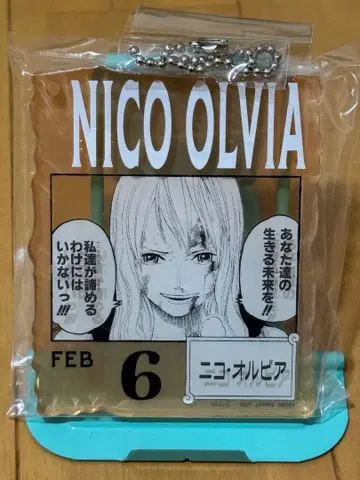 NICO OLVIA
あなた達の
生きる未来を!!
私達が諦める
わけには
いかないっ!!!
FEB
6
ニコ・オルビア